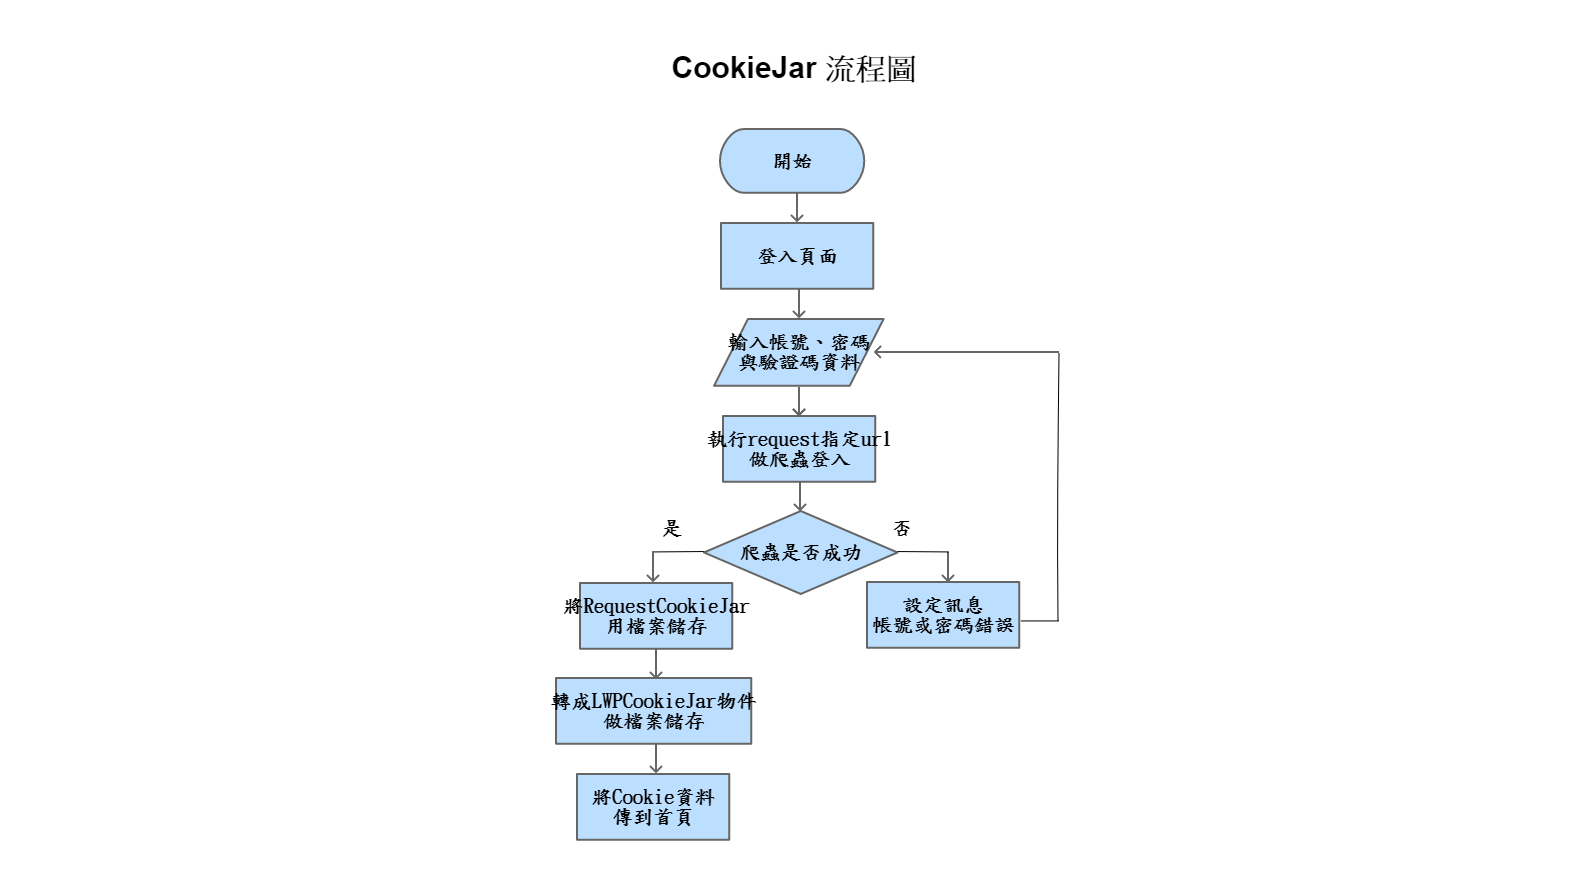 CookieJar 流程圖
開始
登入頁面
輸入帳號、密碼
與驗證碼資料
執行request指定url
做爬蟲登入
是
否
爬蟲是否成功
將RequestCookieJar
用檔案儲存
設定訊息
帳號或密碼錯誤
轉成LWPCookieJar物件
做檔案儲存
將Cookie資料
傳到首頁